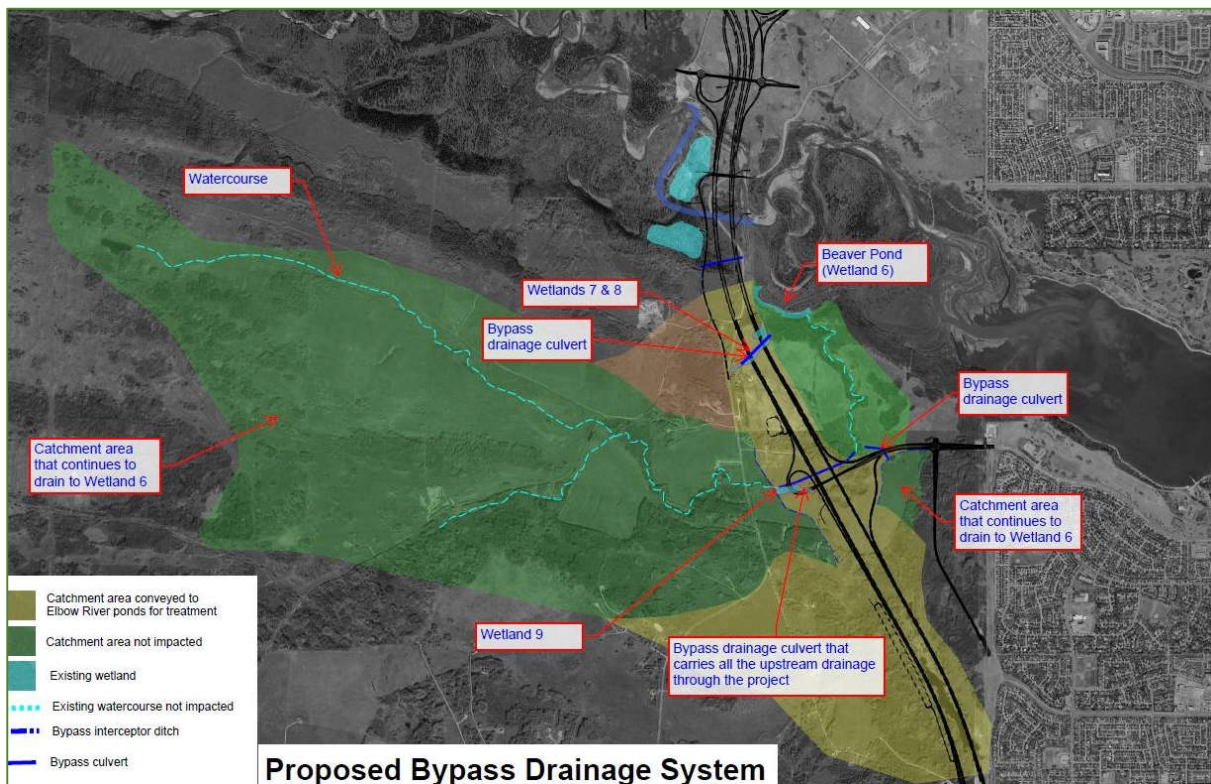 Watercourse
Beaver Pond
(Wetland 6)
Wetlands 7 & 8
Bypass
drainage culvert
Bypass
drainage culvert
Catchment area
that continues to
drain to Wetland 6
Catchment area
that continues to
drain to Wetland 6
Wetland 9
Bypass drainage culvert that
carries all the upstream drainage
through the project
Catchment area conveyed to
Elbow River ponds for treatment
Catchment area not impacted
Existing wetland
Existing watercourse not impacted
Bypass interceptor ditch
Bypass culvert
Proposed Bypass Drainage System